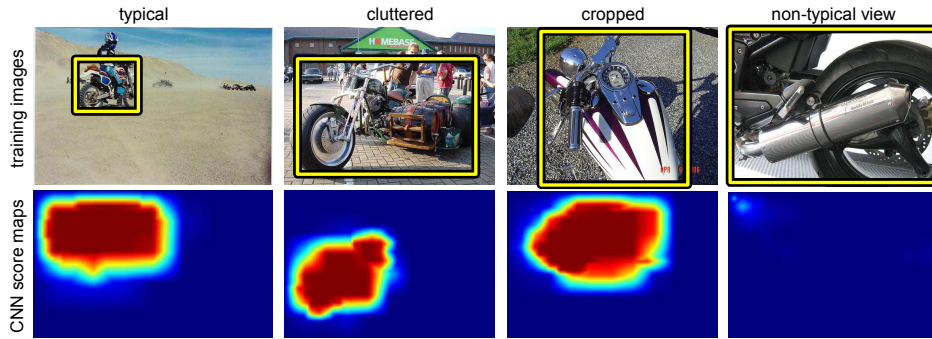 typical
cluttered
cropped
non-typical view
training images
HOMEBASE
CNN score maps